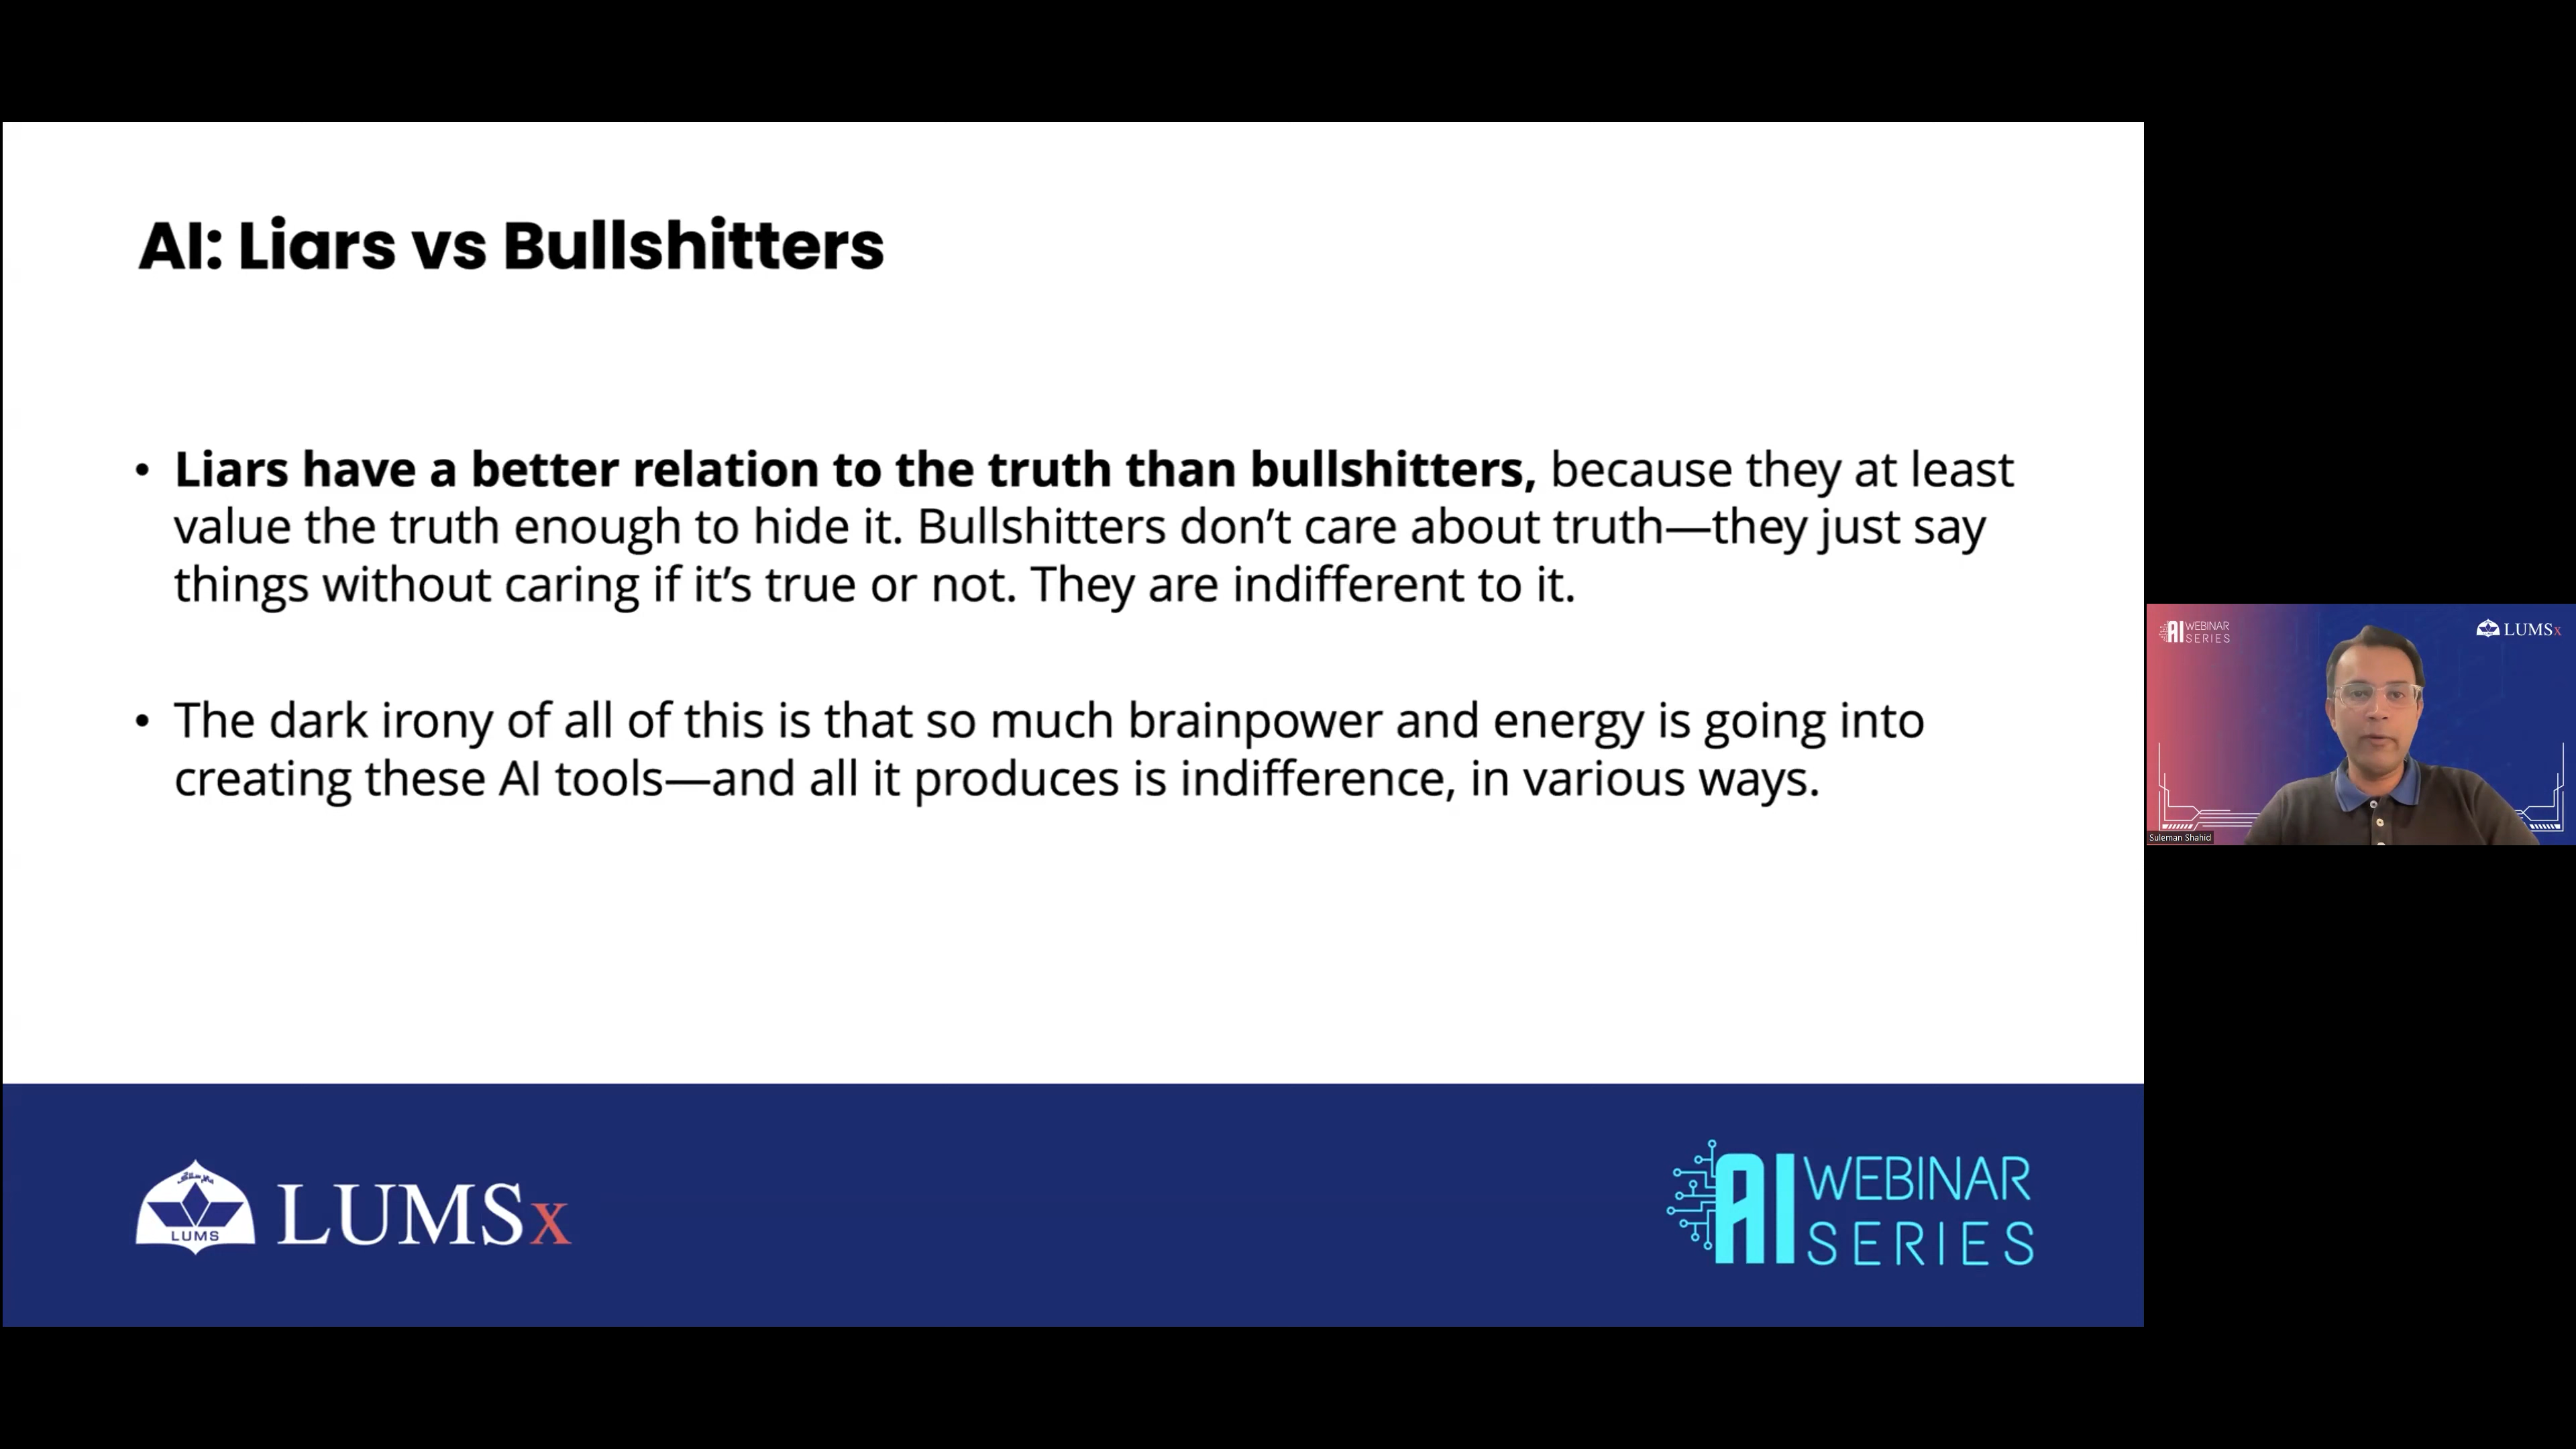 AI: Liars vs Bullshitters
• Liars have a better relation to the truth than bullshitters, because they at least
value the truth enough to hide it. Bullshitters don’t care about truth—they just say
things without caring if it’s true or not. They are indifferent to it.
• The dark irony of all of this is that so much brainpower and energy is going into
creating these AI tools—and all it produces is indifference, in various ways.
LUMS
LUMSx
AI WEBINAR
SERIES
AI WEBINAR
SERIES
LUMSx
Suleman Shahid